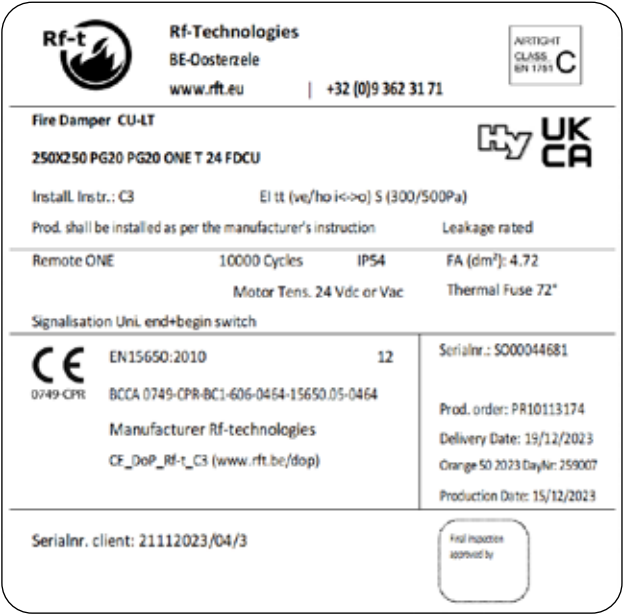 Rf-t
Rf-Technologies
BE-Oosterzele
www.rft.eu | +32 (0)9 362 31 71
AIRTIGHT
CLASS. C
EN 1751
Fire Damper CU-LT
250X250 PG20 PG20 ONE T 24 FDCU
Hy UK
CA
Install. Instr.: C3 EI tt (ve/ho i<->o) S (300/500Pa)
Prod. shall be installed as per the manufacturer's instruction Leakage rated
Remote ONE 10000 Cycles IP54 FA (dm²): 4.72
Motor Tens. 24 Vdc or Vac Thermal Fuse 72°
Signalisation Uni. end+begin switch
CE EN15650:2010 12
0749-CPR BCCA 0749-CPR-BC1-606-0464-15650.05-0464
Manufacturer Rf-technologies
CE_DoP_Rf-t_C3 (www.rft.be/dop)
Serialnr.: SO00044681
Prod. order: PR10113174
Delivery Date: 19/12/2023
Orange 50 2023 DayNr: 259007
Production Date: 15/12/2023
Serialnr. client: 21112023/04/3
Final inspection
approved by